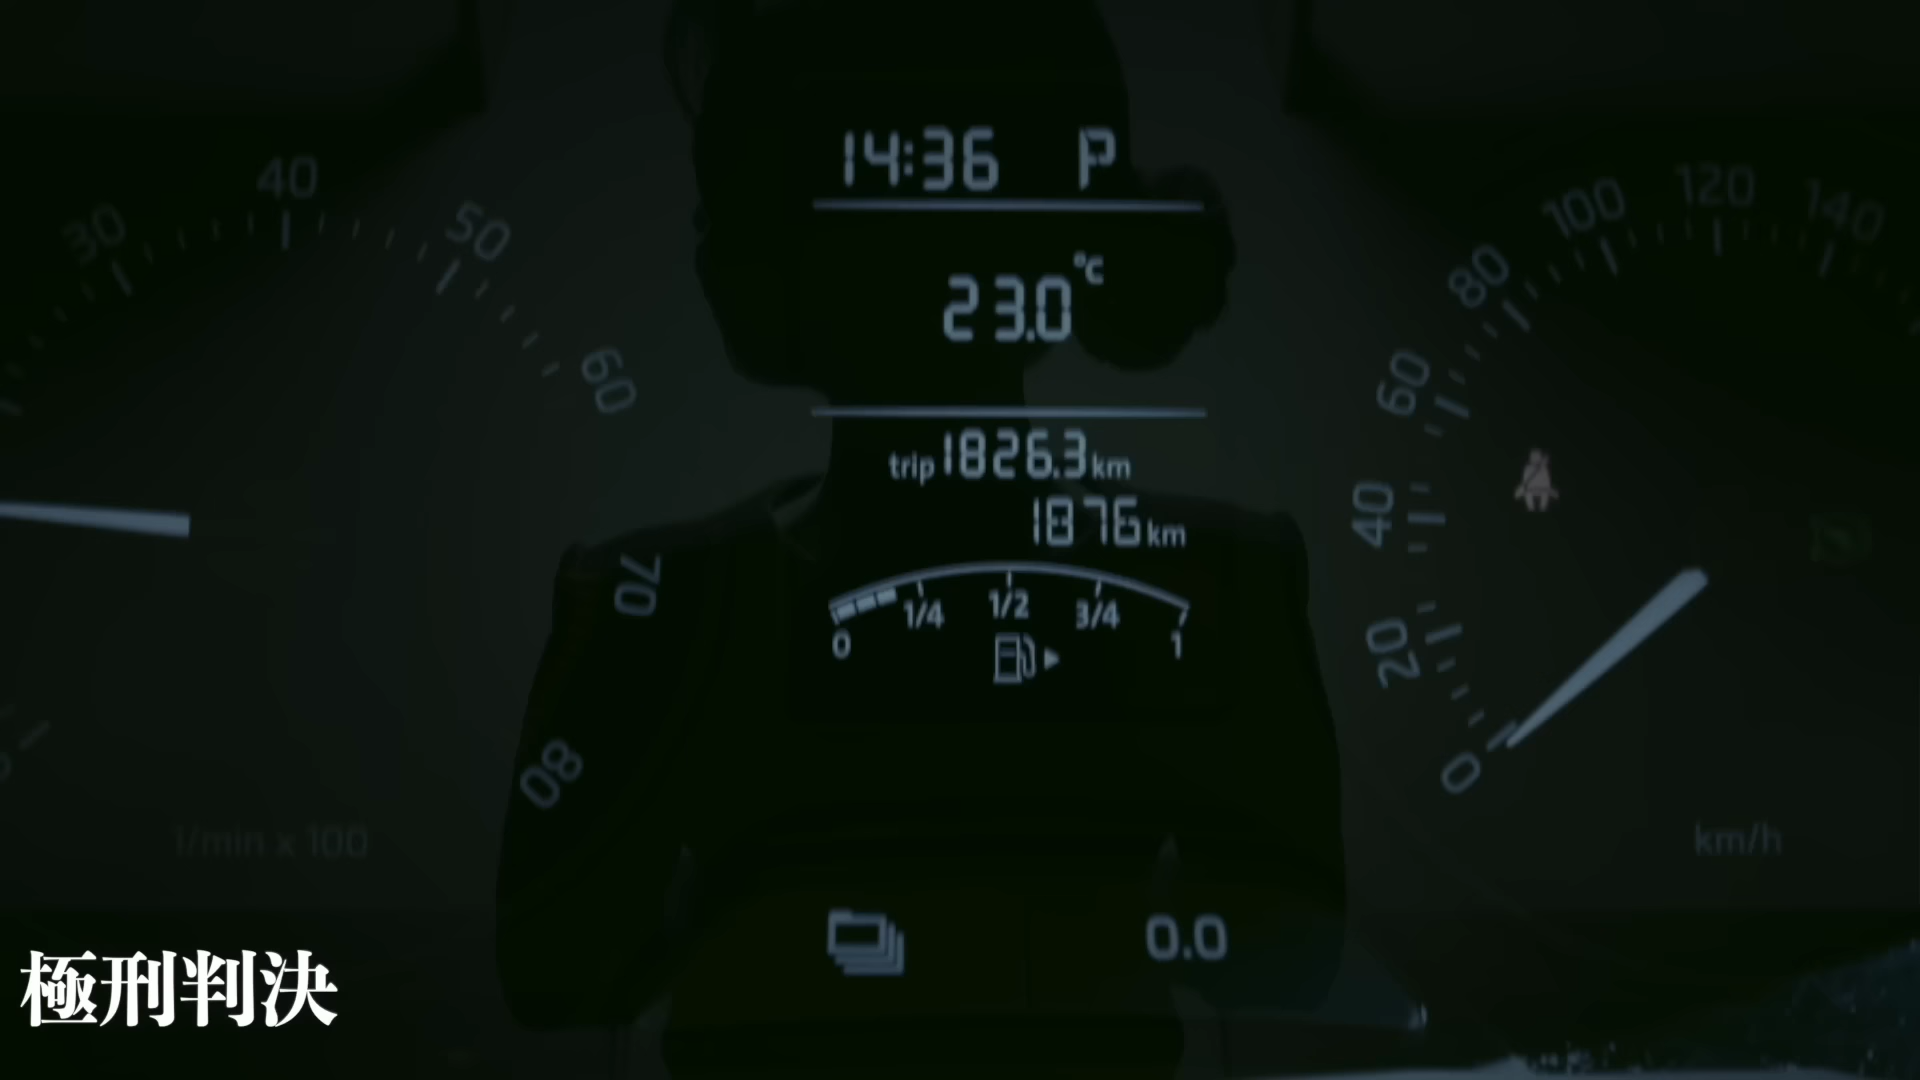 14:36 P
23.0 °C
trip 1826.3 km
1876 km
0 1/4 1/2 3/4 1
30 40 50 60 70 80
1/min x 100
0 20 40 60 80 100 120 140
km/h
0.0
極刑判決